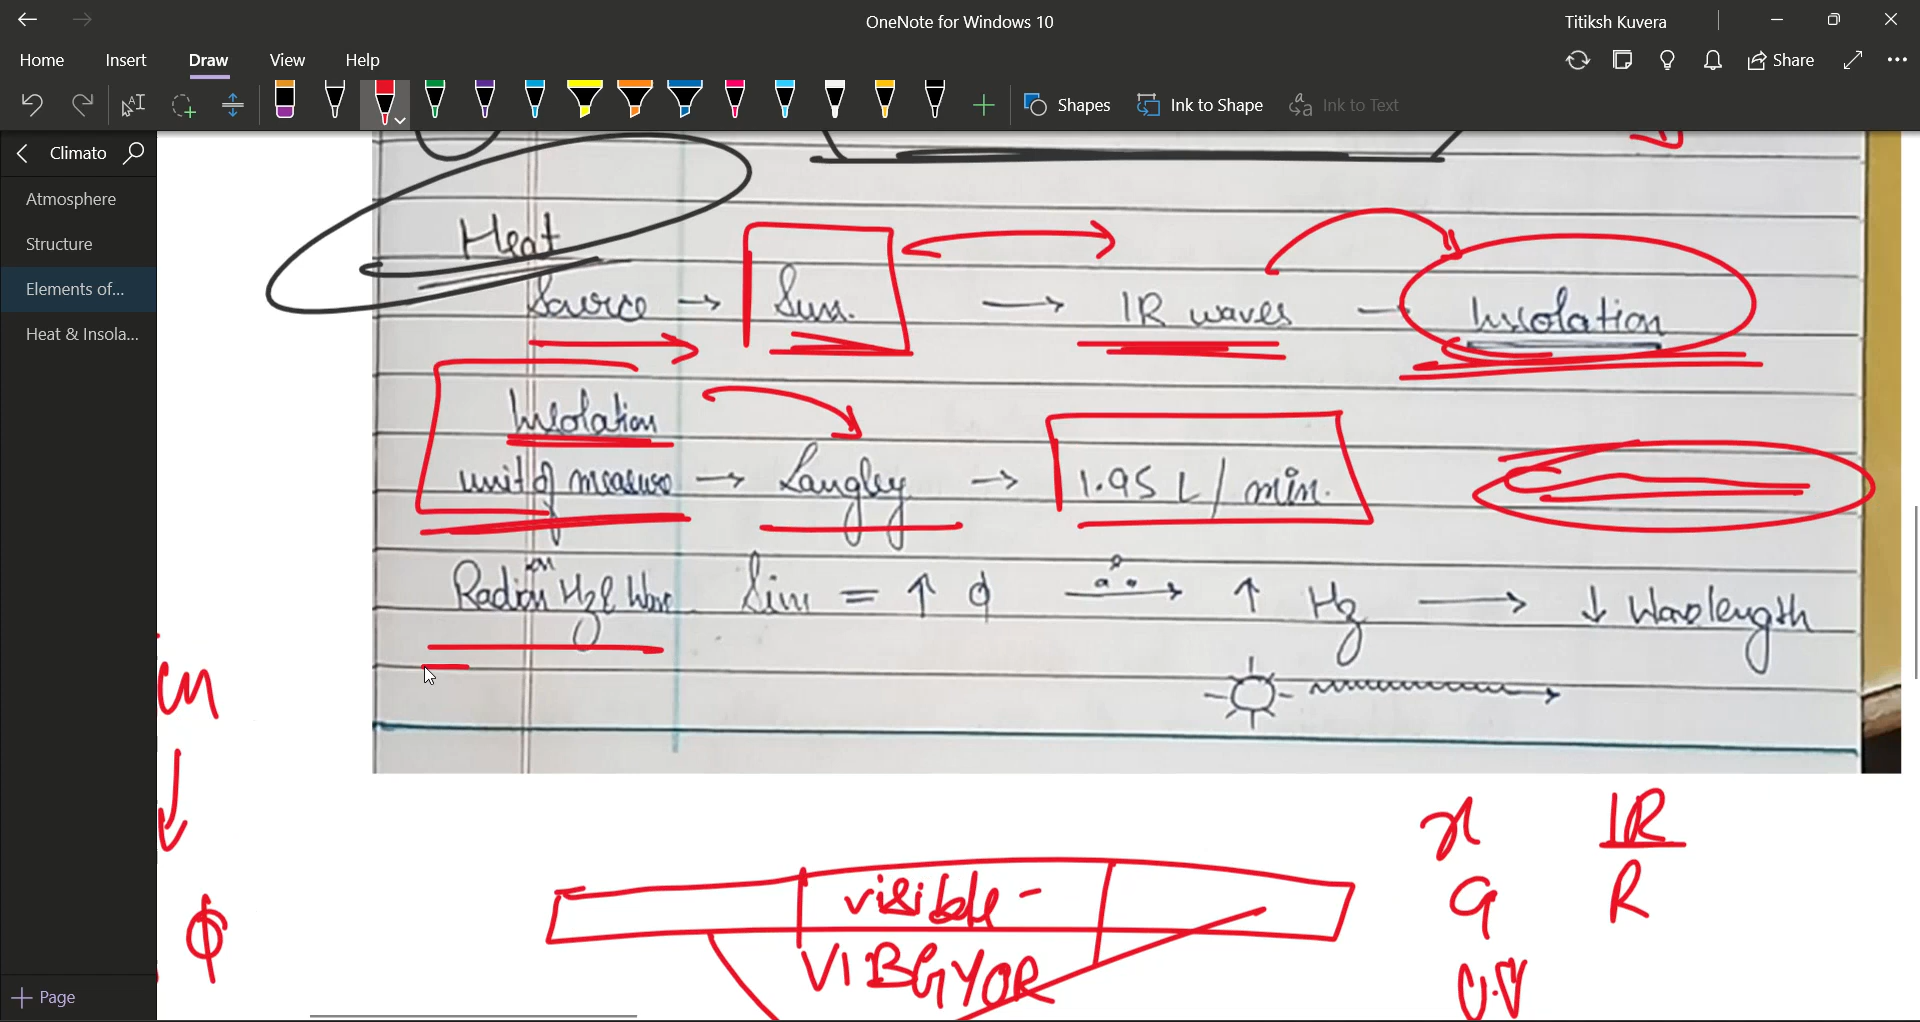 OneNote for Windows 10
Titiksh Kuvera
Home Insert Draw View Help
Share
Shapes Ink to Shape Ink to Text
Climato
Atmosphere
Structure
Elements of...
Heat & Insola...
Page
Heat
Source → Sun. → IR waves → Insolation
Insolation
unit of measure → Langley → 1.95 L / min.
Hz & Wave = ↑ ϕ → ↑ Hz → ↓ Wavelength
ϕ
visible -
VIBGYOR
x IR
G R
U.V